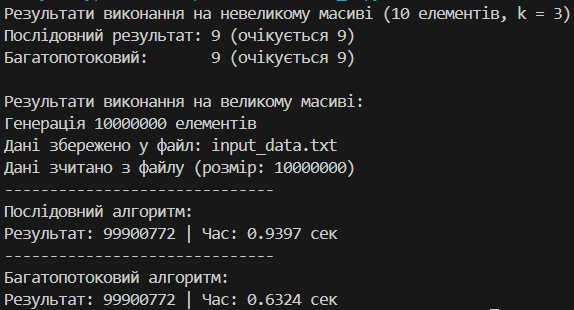 Результати виконання на невеликому масиві (10 елементів, k = 3)
Послідовний результат: 9 (очікується 9)
Багатопотоковий:       9 (очікується 9)

Результати виконання на великому масиві:
Генерація 10000000 елементів
Дані збережено у файл: input_data.txt
Дані зчитано з файлу (розмір: 10000000)
------------------------------
Послідовний алгоритм:
Результат: 99900772 | Час: 0.9397 сек
------------------------------
Багатопотоковий алгоритм:
Результат: 99900772 | Час: 0.6324 сек